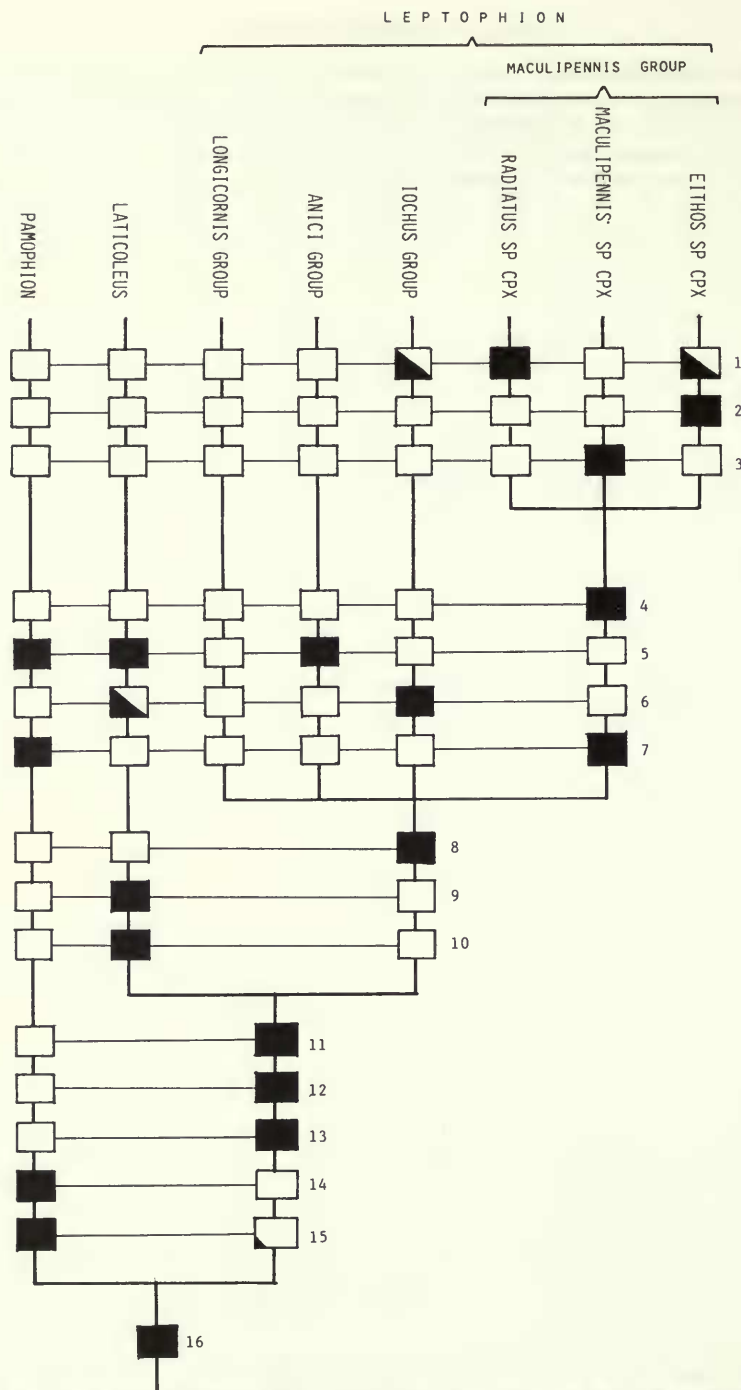 LEPTOPHION
MACULIPENNIS GROUP
PAMOPHION
LATICOLEUS
LONGICORNIS GROUP
ANICI GROUP
IOCHUS GROUP
RADIATUS SP CPX
MACULIPENNIS SP CPX
EITHOS SP CPX
1
2
3
4
5
6
7
8
9
10
11
12
13
14
15
16